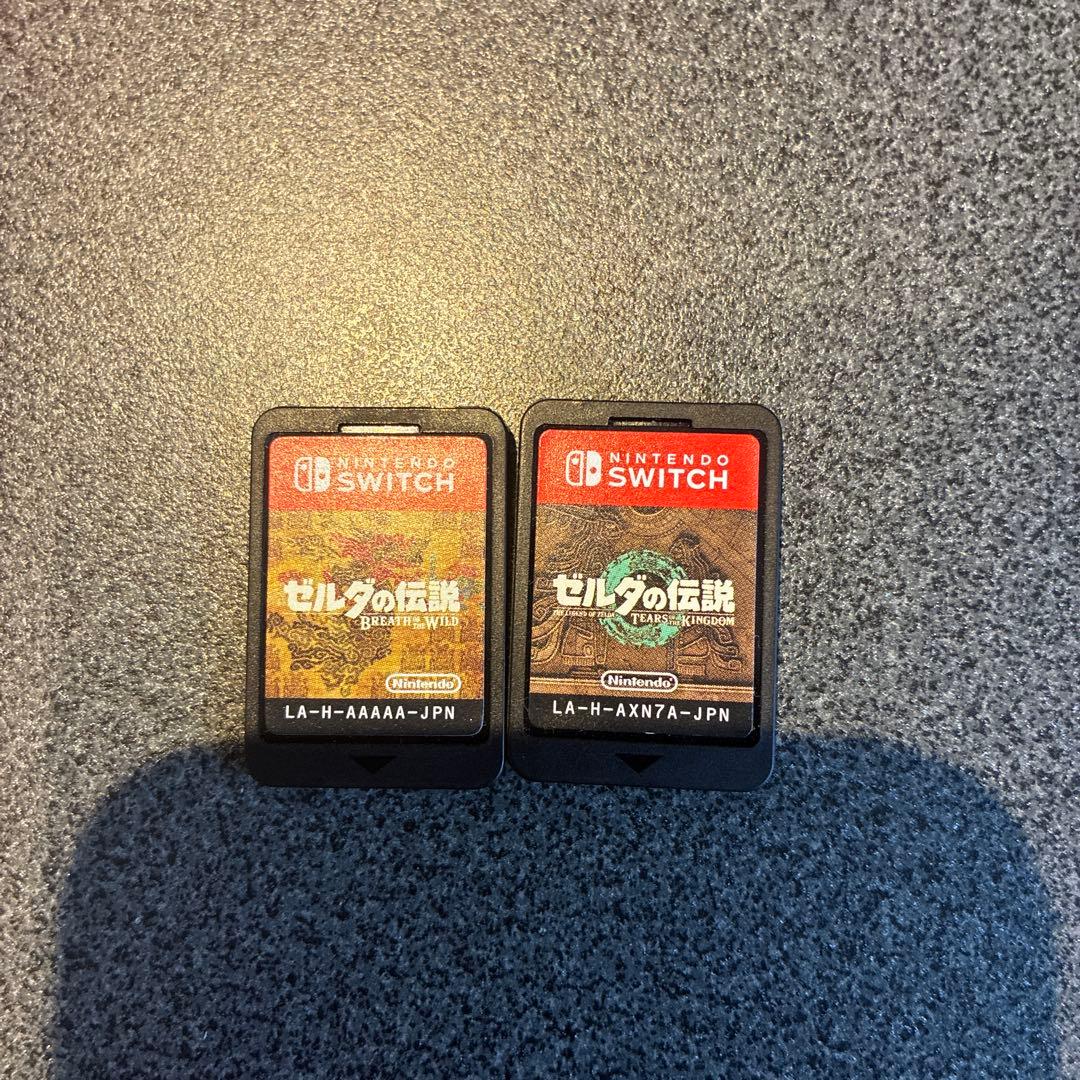 NINTENDO
SWITCH
ゼルダの伝説
BREATH OF THE WILD
Nintendo
LA-H-AAAAA-JPN
NINTENDO
SWITCH
ゼルダの伝説
THE LEGEND OF ZELDA
TEARS OF THE KINGDOM
Nintendo
LA-H-AXN7A-JPN